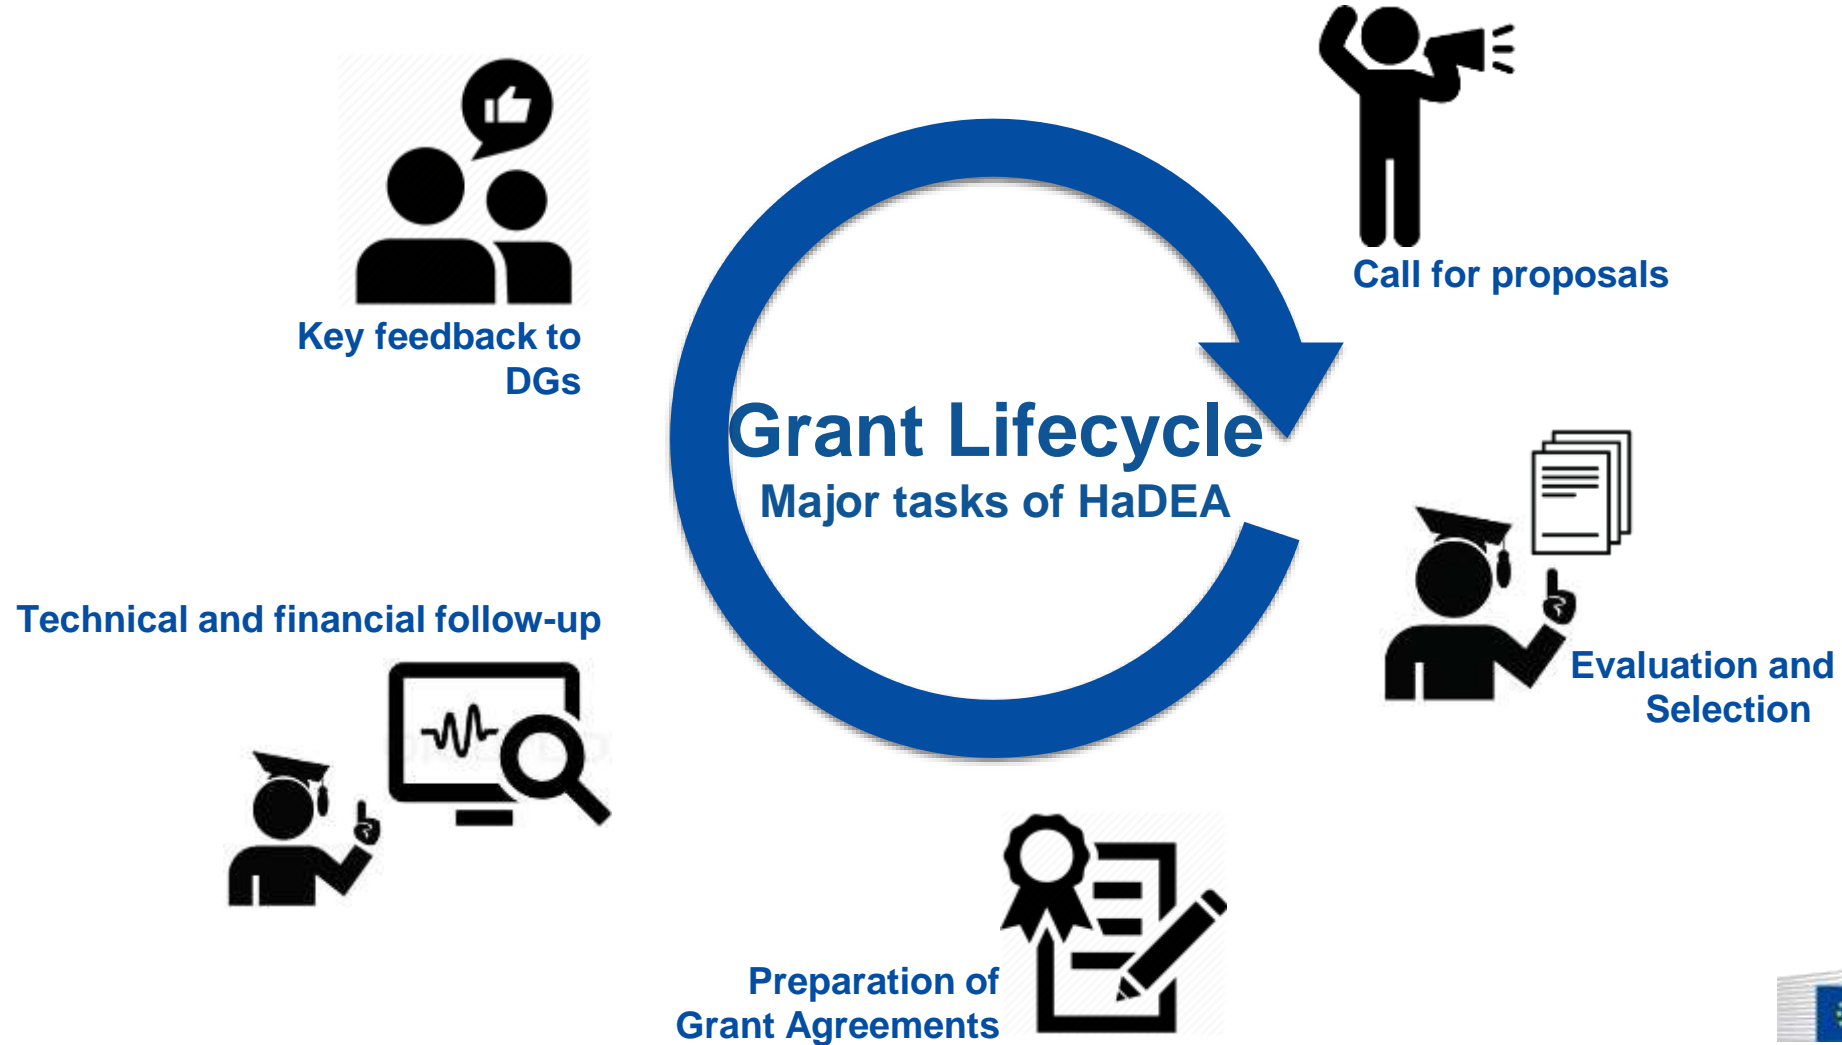 Call for proposals
Key feedback to
DGs
Grant Lifecycle
Major tasks of HaDEA
Technical and financial follow-up
Evaluation and
Selection
Preparation of
Grant Agreements